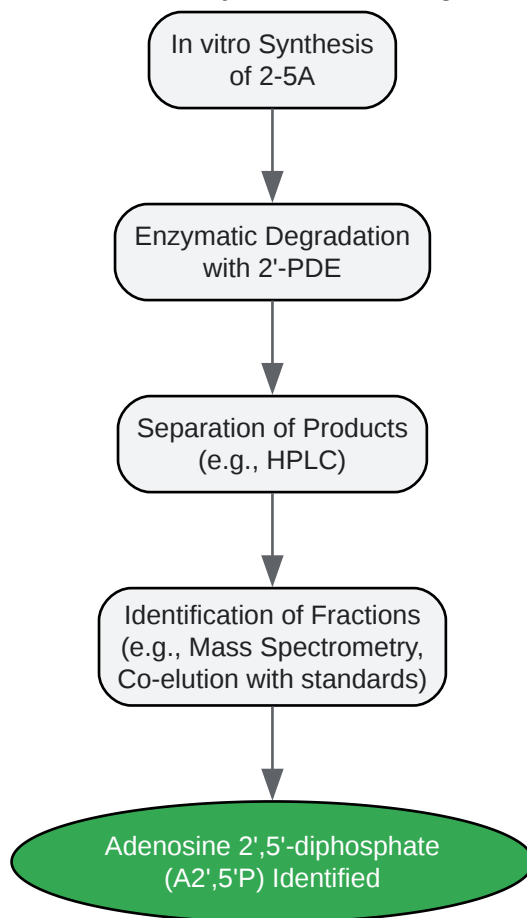 In vitro Synthesis
of 2-5A
Enzymatic Degradation
with 2'-PDE
Separation of Products
(e.g., HPLC)
Identification of Fractions
(e.g., Mass Spectrometry,
Co-elution with standards)
Adenosine 2',5'-diphosphate
(A2',5'P) Identified